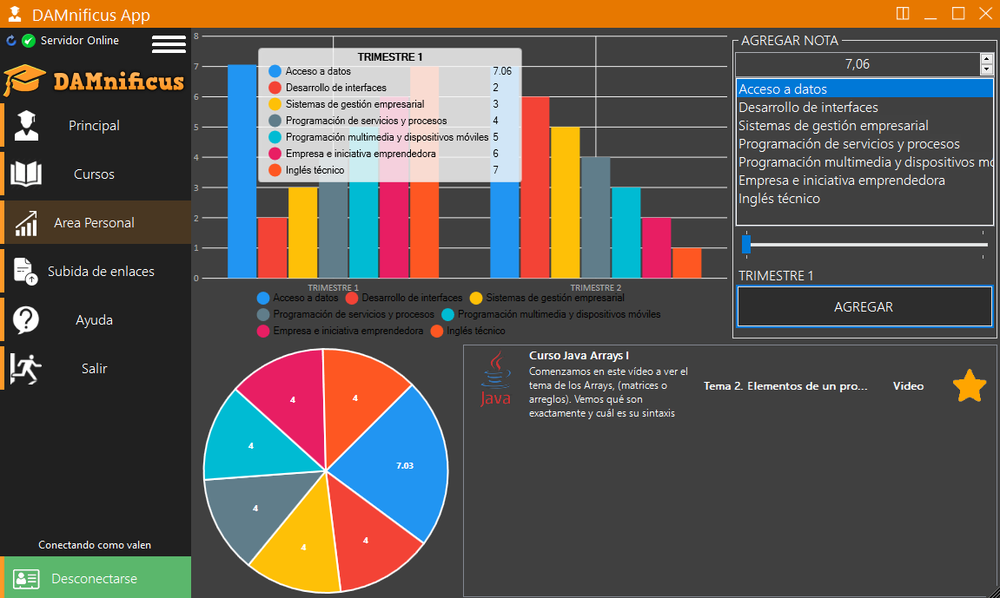 DAMnificus App
Servidor Online
DAMnificus
Principal
Cursos
Area Personal
Subida de enlaces
Ayuda
Salir
Conectando como valen
Desconectarse
8
7
6
5
4
3
2
1
0
TRIMESTRE 1
Acceso a datos 7.06
Desarrollo de interfaces 2
Sistemas de gestión empresarial 3
Programación de servicios y procesos 4
Programación multimedia y dispositivos móviles 5
Empresa e iniciativa emprendedora 6
Inglés técnico 7
TRIMESTRE 1 TRIMESTRE 2
Acceso a datos Desarrollo de interfaces Sistemas de gestión empresarial
Programación de servicios y procesos Programación multimedia y dispositivos móviles
Empresa e iniciativa emprendedora Inglés técnico
AGREGAR NOTA
7,06
Acceso a datos
Desarrollo de interfaces
Sistemas de gestión empresarial
Programación de servicios y procesos
Programación multimedia y dispositivos mo
Empresa e iniciativa emprendedora
Inglés técnico
TRIMESTRE 1
AGREGAR
4
4
4
7.03
4
4
4
Java
Curso Java Arrays I
Comenzamos en este vídeo a ver el
tema de los Arrays, (matrices o
arreglos). Vemos qué son
exactamente y cuál es su sintaxis
Tema 2. Elementos de un pro...
Video